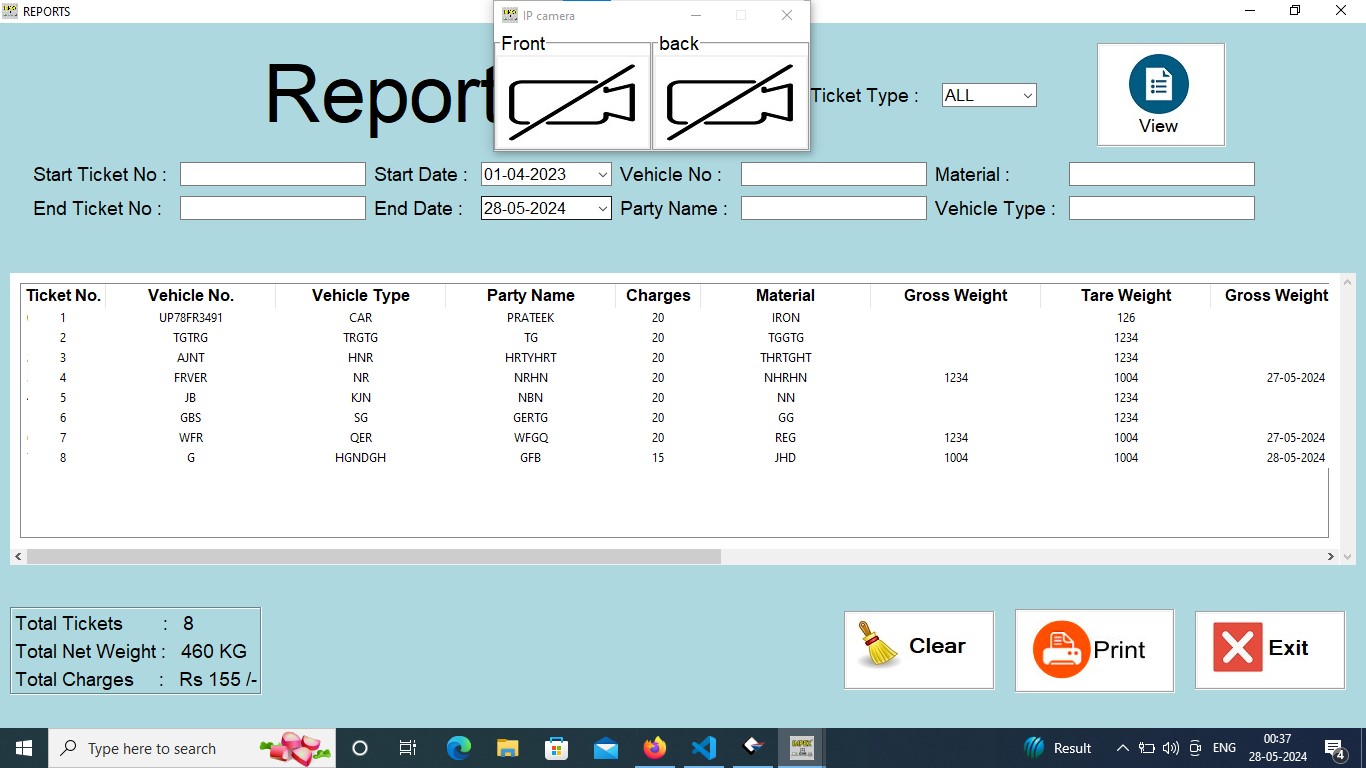 REPORTS
IP camera
Front back
Report
Ticket Type : ALL
View
Start Ticket No : Start Date : 01-04-2023 Vehicle No : Material :
End Ticket No : End Date : 28-05-2024 Party Name : Vehicle Type :
Ticket No. Vehicle No. Vehicle Type Party Name Charges Material Gross Weight Tare Weight Gross Weight
1 UP78FR3491 CAR PRATEEK 20 IRON 126
2 TGTRG TRGTG TG 20 TGGTG 1234
3 AJNT HNR HRTYHRT 20 THRTGHT 1234
4 FRVER NR NRHN 20 NHRHN 1234 1004 27-05-2024
5 JB KJN NBN 20 NN 1234
6 GBS SG GERTG 20 GG 1234
7 WFR QER WFGQ 20 REG 1234 1004 27-05-2024
8 G HGNDGH GFB 15 JHD 1004 1004 28-05-2024
Total Tickets : 8
Total Net Weight : 460 KG
Total Charges : Rs 155 /-
Clear Print Exit
Type here to search
Result
ENG
00:37
28-05-2024
4